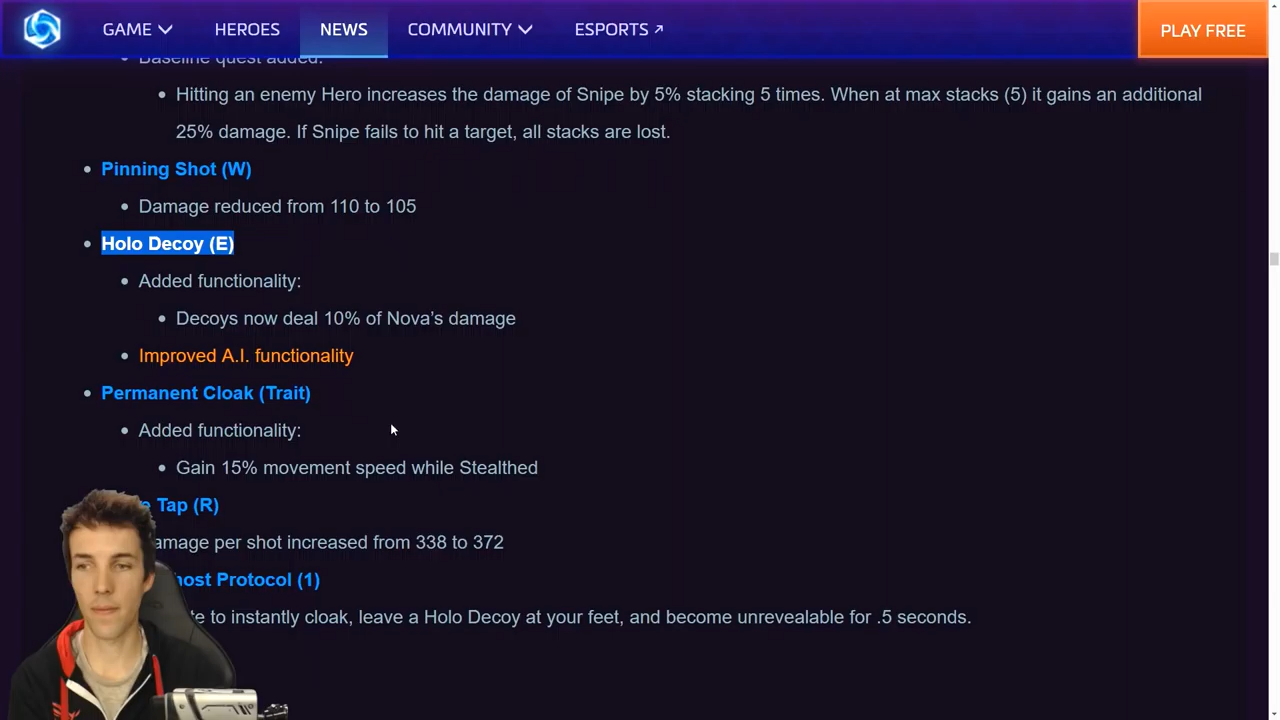 GAME HEROES NEWS COMMUNITY ESPORTS ↗ PLAY FREE
Baseline quest added:
Hitting an enemy Hero increases the damage of Snipe by 5% stacking 5 times. When at max stacks (5) it gains an additional
25% damage. If Snipe fails to hit a target, all stacks are lost.
Pinning Shot (W)
Damage reduced from 110 to 105
Holo Decoy (E)
Added functionality:
Decoys now deal 10% of Nova’s damage
Improved A.I. functionality
Permanent Cloak (Trait)
Added functionality:
Gain 15% movement speed while Stealthed
Tap (R)
amage per shot increased from 338 to 372
host Protocol (1)
to instantly cloak, leave a Holo Decoy at your feet, and become unrevealable for .5 seconds.